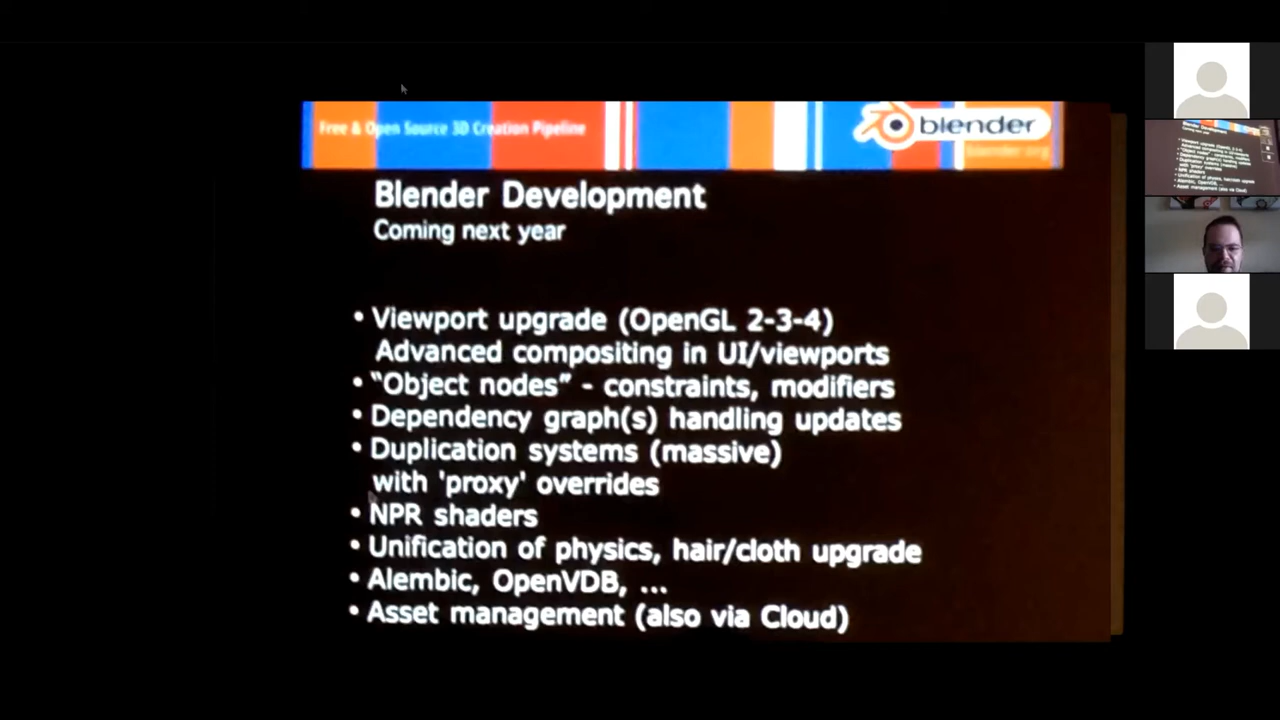 Free & Open Source 3D Creation Pipeline
blender
blender.org
Blender Development
Coming next year
• Viewport upgrade (OpenGL 2-3-4)
Advanced compositing in UI/viewports
• “Object nodes” - constraints, modifiers
• Dependency graph(s) handling updates
• Duplication systems (massive)
with 'proxy' overrides
• NPR shaders
• Unification of physics, hair/cloth upgrade
• Alembic, OpenVDB, ...
• Asset management (also via Cloud)